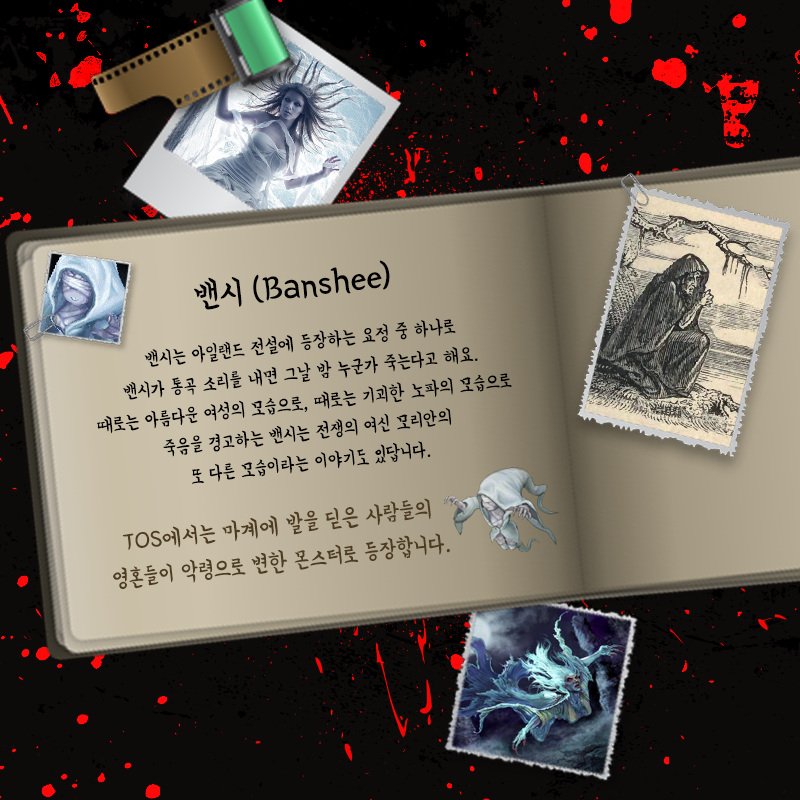 밴시 (Banshee)
밴시는 아일랜드 전설에 등장하는 요정 중 하나로
밴시가 통곡 소리를 내면 그날 밤 누군가 죽는다고 해요.
때로는 아름다운 여성의 모습으로, 때로는 기괴한 노파의 모습으로
죽음을 경고하는 밴시는 전쟁의 여신 모리안의
또 다른 모습이라는 이야기도 있답니다.
TOS에서는 마계에 발을 딛은 사람들의
영혼들이 악령으로 변한 몬스터로 등장합니다.